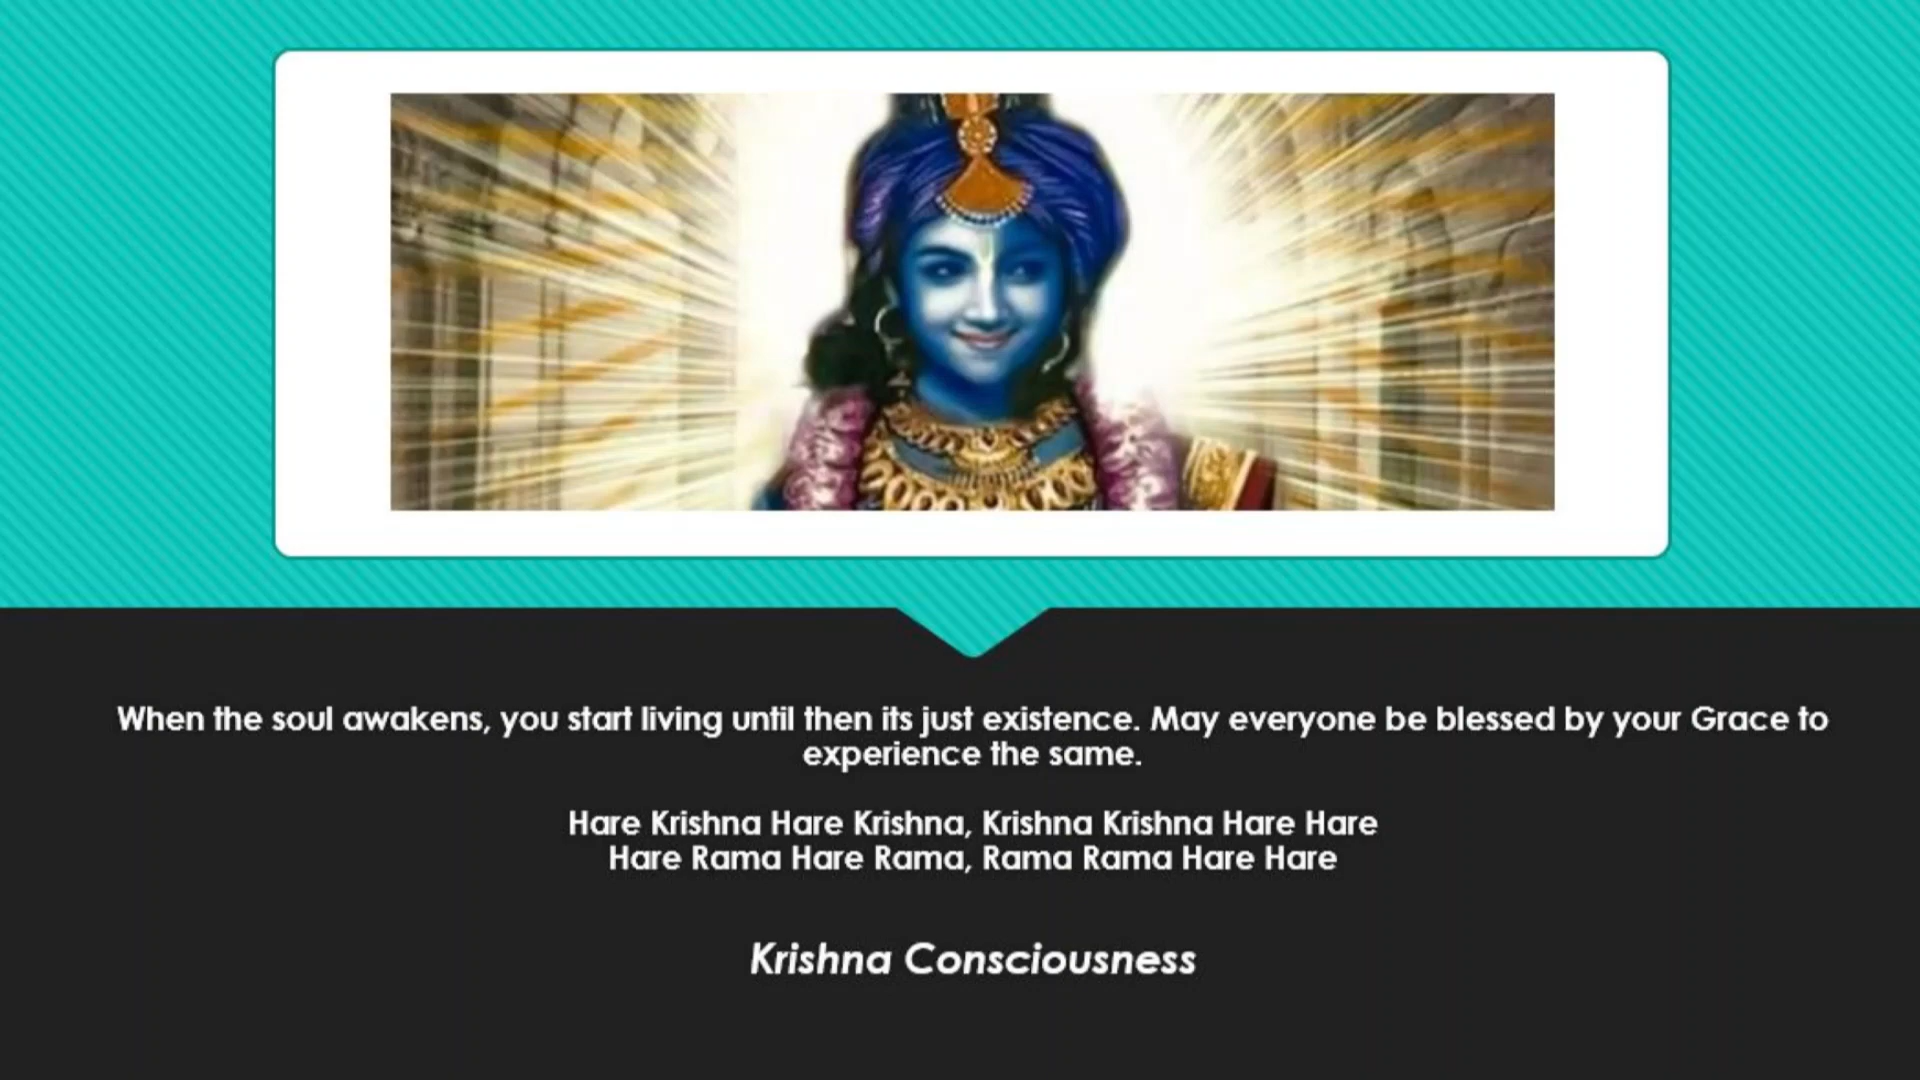 When the soul awakens, you start living until then its just existence. May everyone be blessed by your Grace to
experience the same.
Hare Krishna Hare Krishna, Krishna Krishna Hare Hare
Hare Rama Hare Rama, Rama Rama Hare Hare
Krishna Consciousness